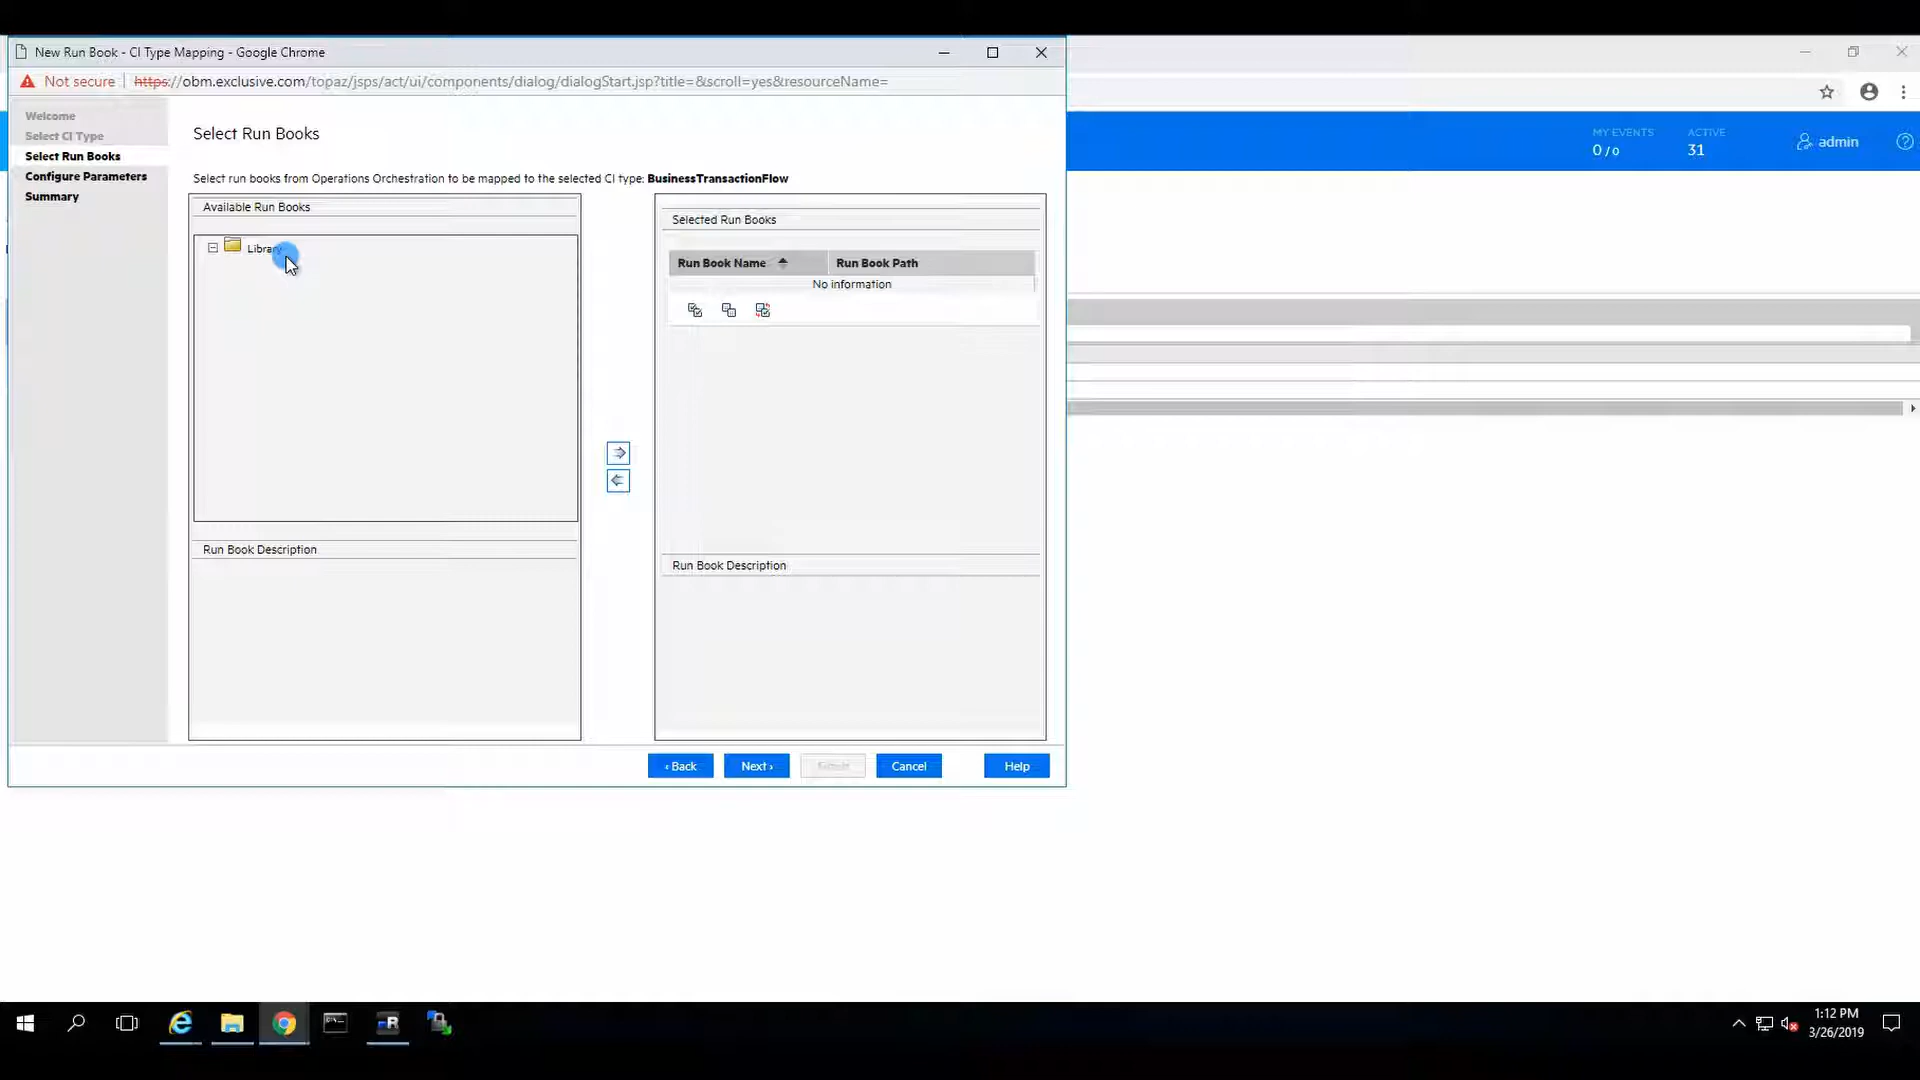 New Run Book - CI Type Mapping - Google Chrome
Not secure
https://obm.exclusive.com/topaz/jsps/act/ui/components/dialog/dialogStart.jsp?title=&scroll=yes&resourceName=
Welcome
Select CI Type
Select Run Books
Configure Parameters
Summary
Select Run Books
Select run books from Operations Orchestration to be mapped to the selected CI type: BusinessTransactionFlow
Available Run Books
Library
Run Book Description
Selected Run Books
Run Book Name
Run Book Path
No information
Run Book Description
‹ Back
Next ›
Cancel
Help
MY EVENTS
0 / 0
ACTIVE
31
admin
1:12 PM
3/26/2019